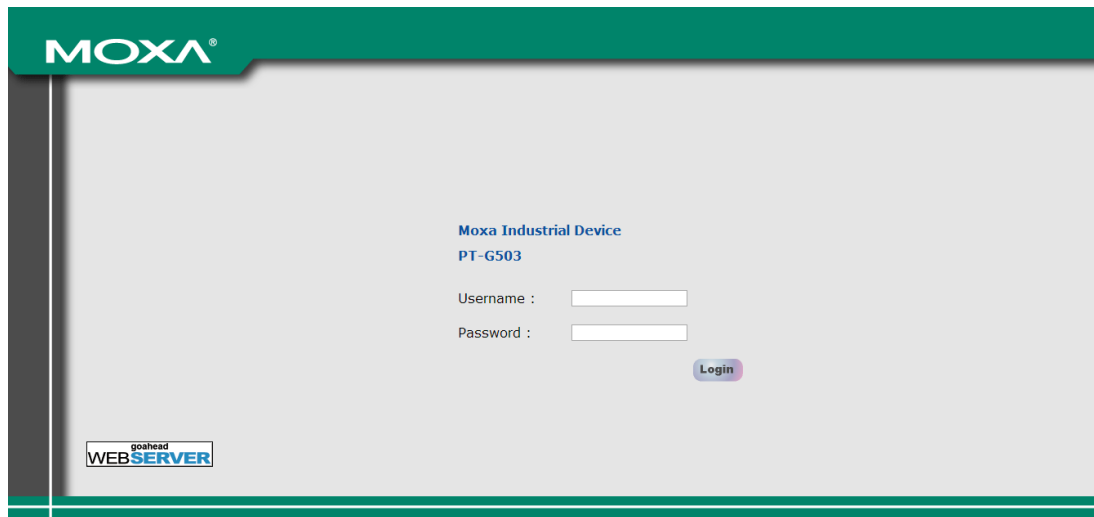 MOXA®
Moxa Industrial Device
PT-G503
Username :
Password :
Login
goahead
WEBSERVER